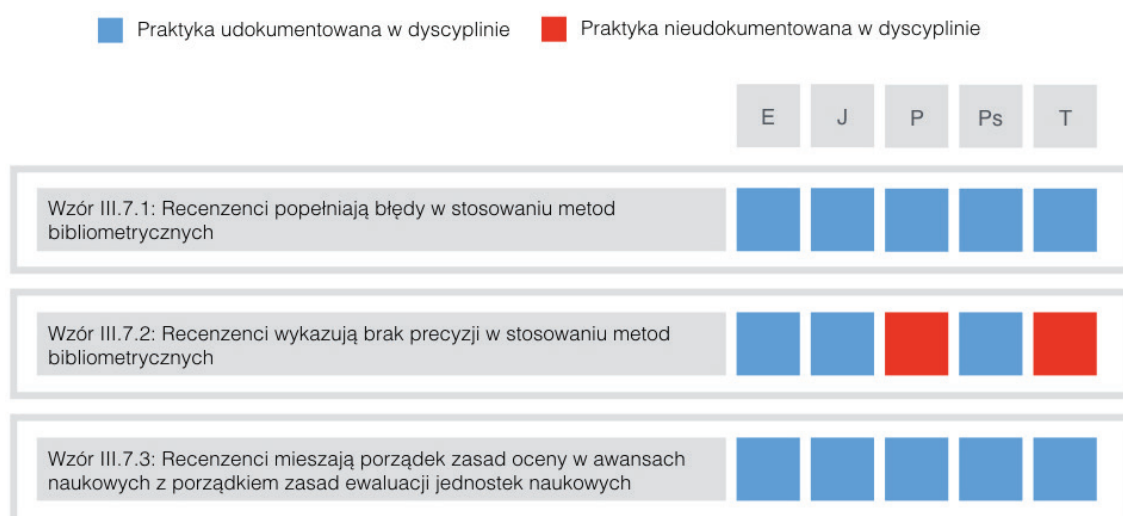 Praktyka udokumentowana w dyscyplinie Praktyka nieudokumentowana w dyscyplinie
E J P Ps T
Wzór III.7.1: Recenzenci popełniają błędy w stosowaniu metod
bibliometrycznych
Wzór III.7.2: Recenzenci wykazują brak precyzji w stosowaniu metod
bibliometrycznych
Wzór III.7.3: Recenzenci mieszają porządek zasad oceny w awansach
naukowych z porządkiem zasad ewaluacji jednostek naukowych